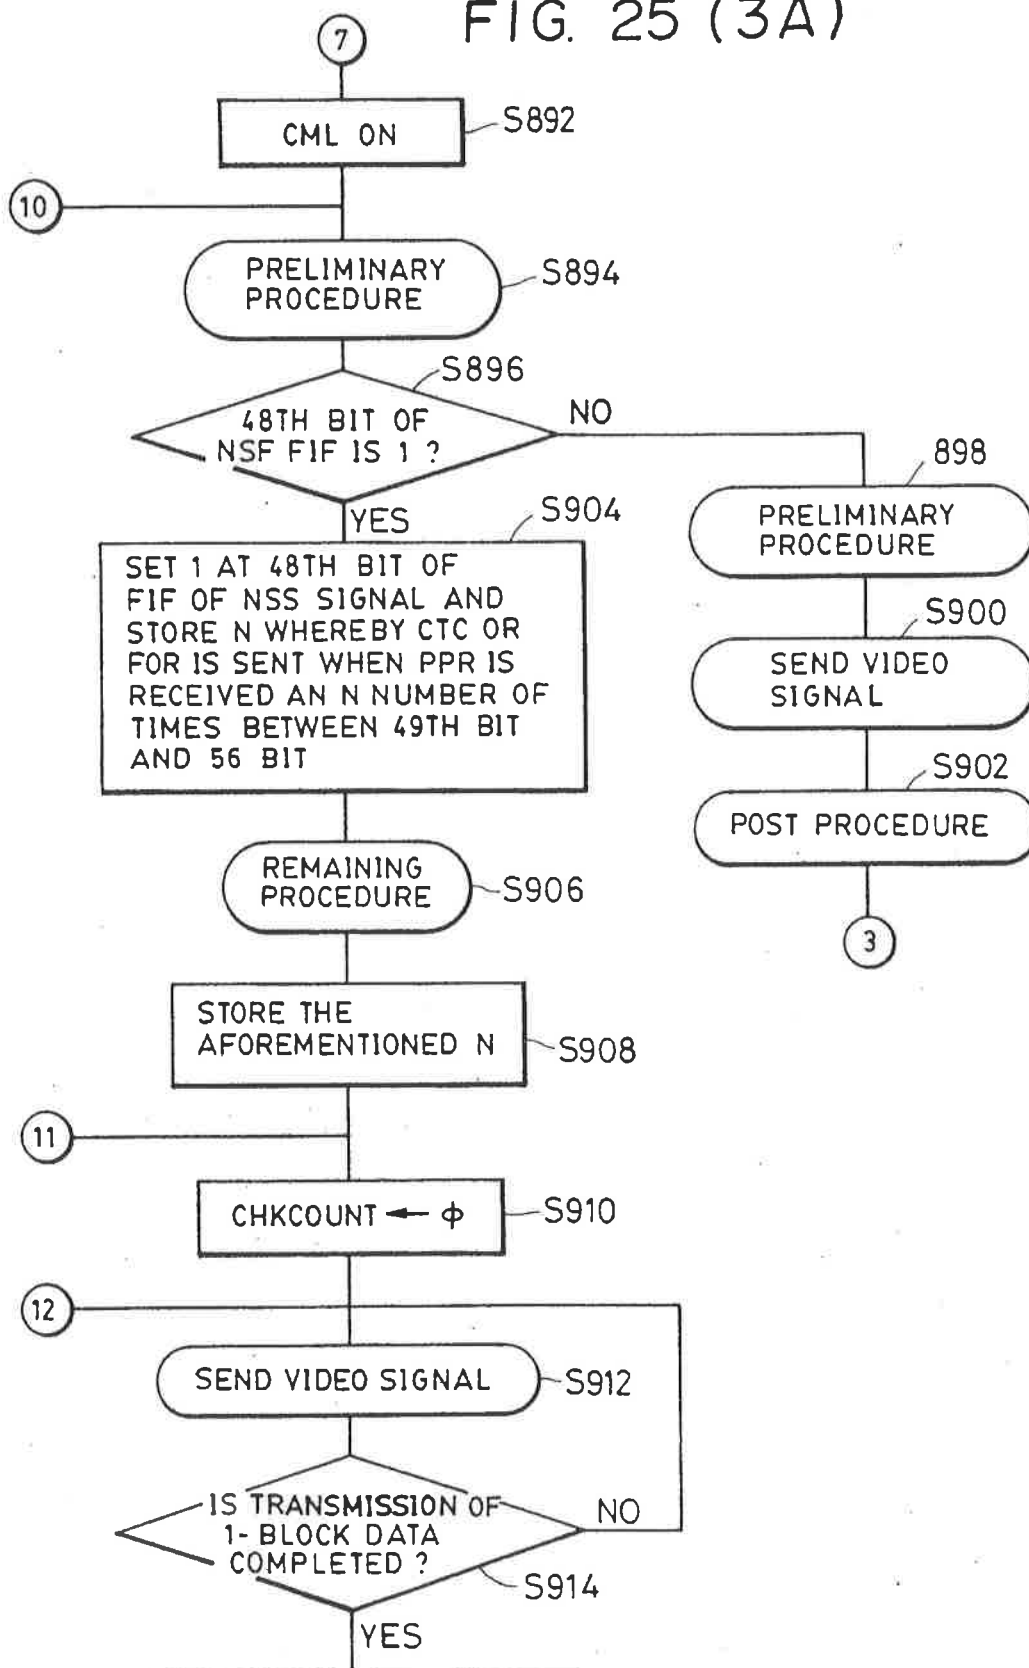 FIG. 25 (3A)
7
CML ON
S892
10
PRELIMINARY
PROCEDURE
S894
S896
48TH BIT OF
NSF FIF IS 1 ?
NO
YES
898
PRELIMINARY
PROCEDURE
S900
SEND VIDEO
SIGNAL
S902
POST PROCEDURE
3
S904
SET 1 AT 48TH BIT OF
FIF OF NSS SIGNAL AND
STORE N WHEREBY CTC OR
FOR IS SENT WHEN PPR IS
RECEIVED AN N NUMBER OF
TIMES BETWEEN 49TH BIT
AND 56 BIT
REMAINING
PROCEDURE
S906
STORE THE
AFOREMENTIONED N
S908
11
CHKCOUNT ← ϕ
S910
12
SEND VIDEO SIGNAL
S912
IS TRANSMISSION OF
1- BLOCK DATA
COMPLETED ?
NO
S914
YES